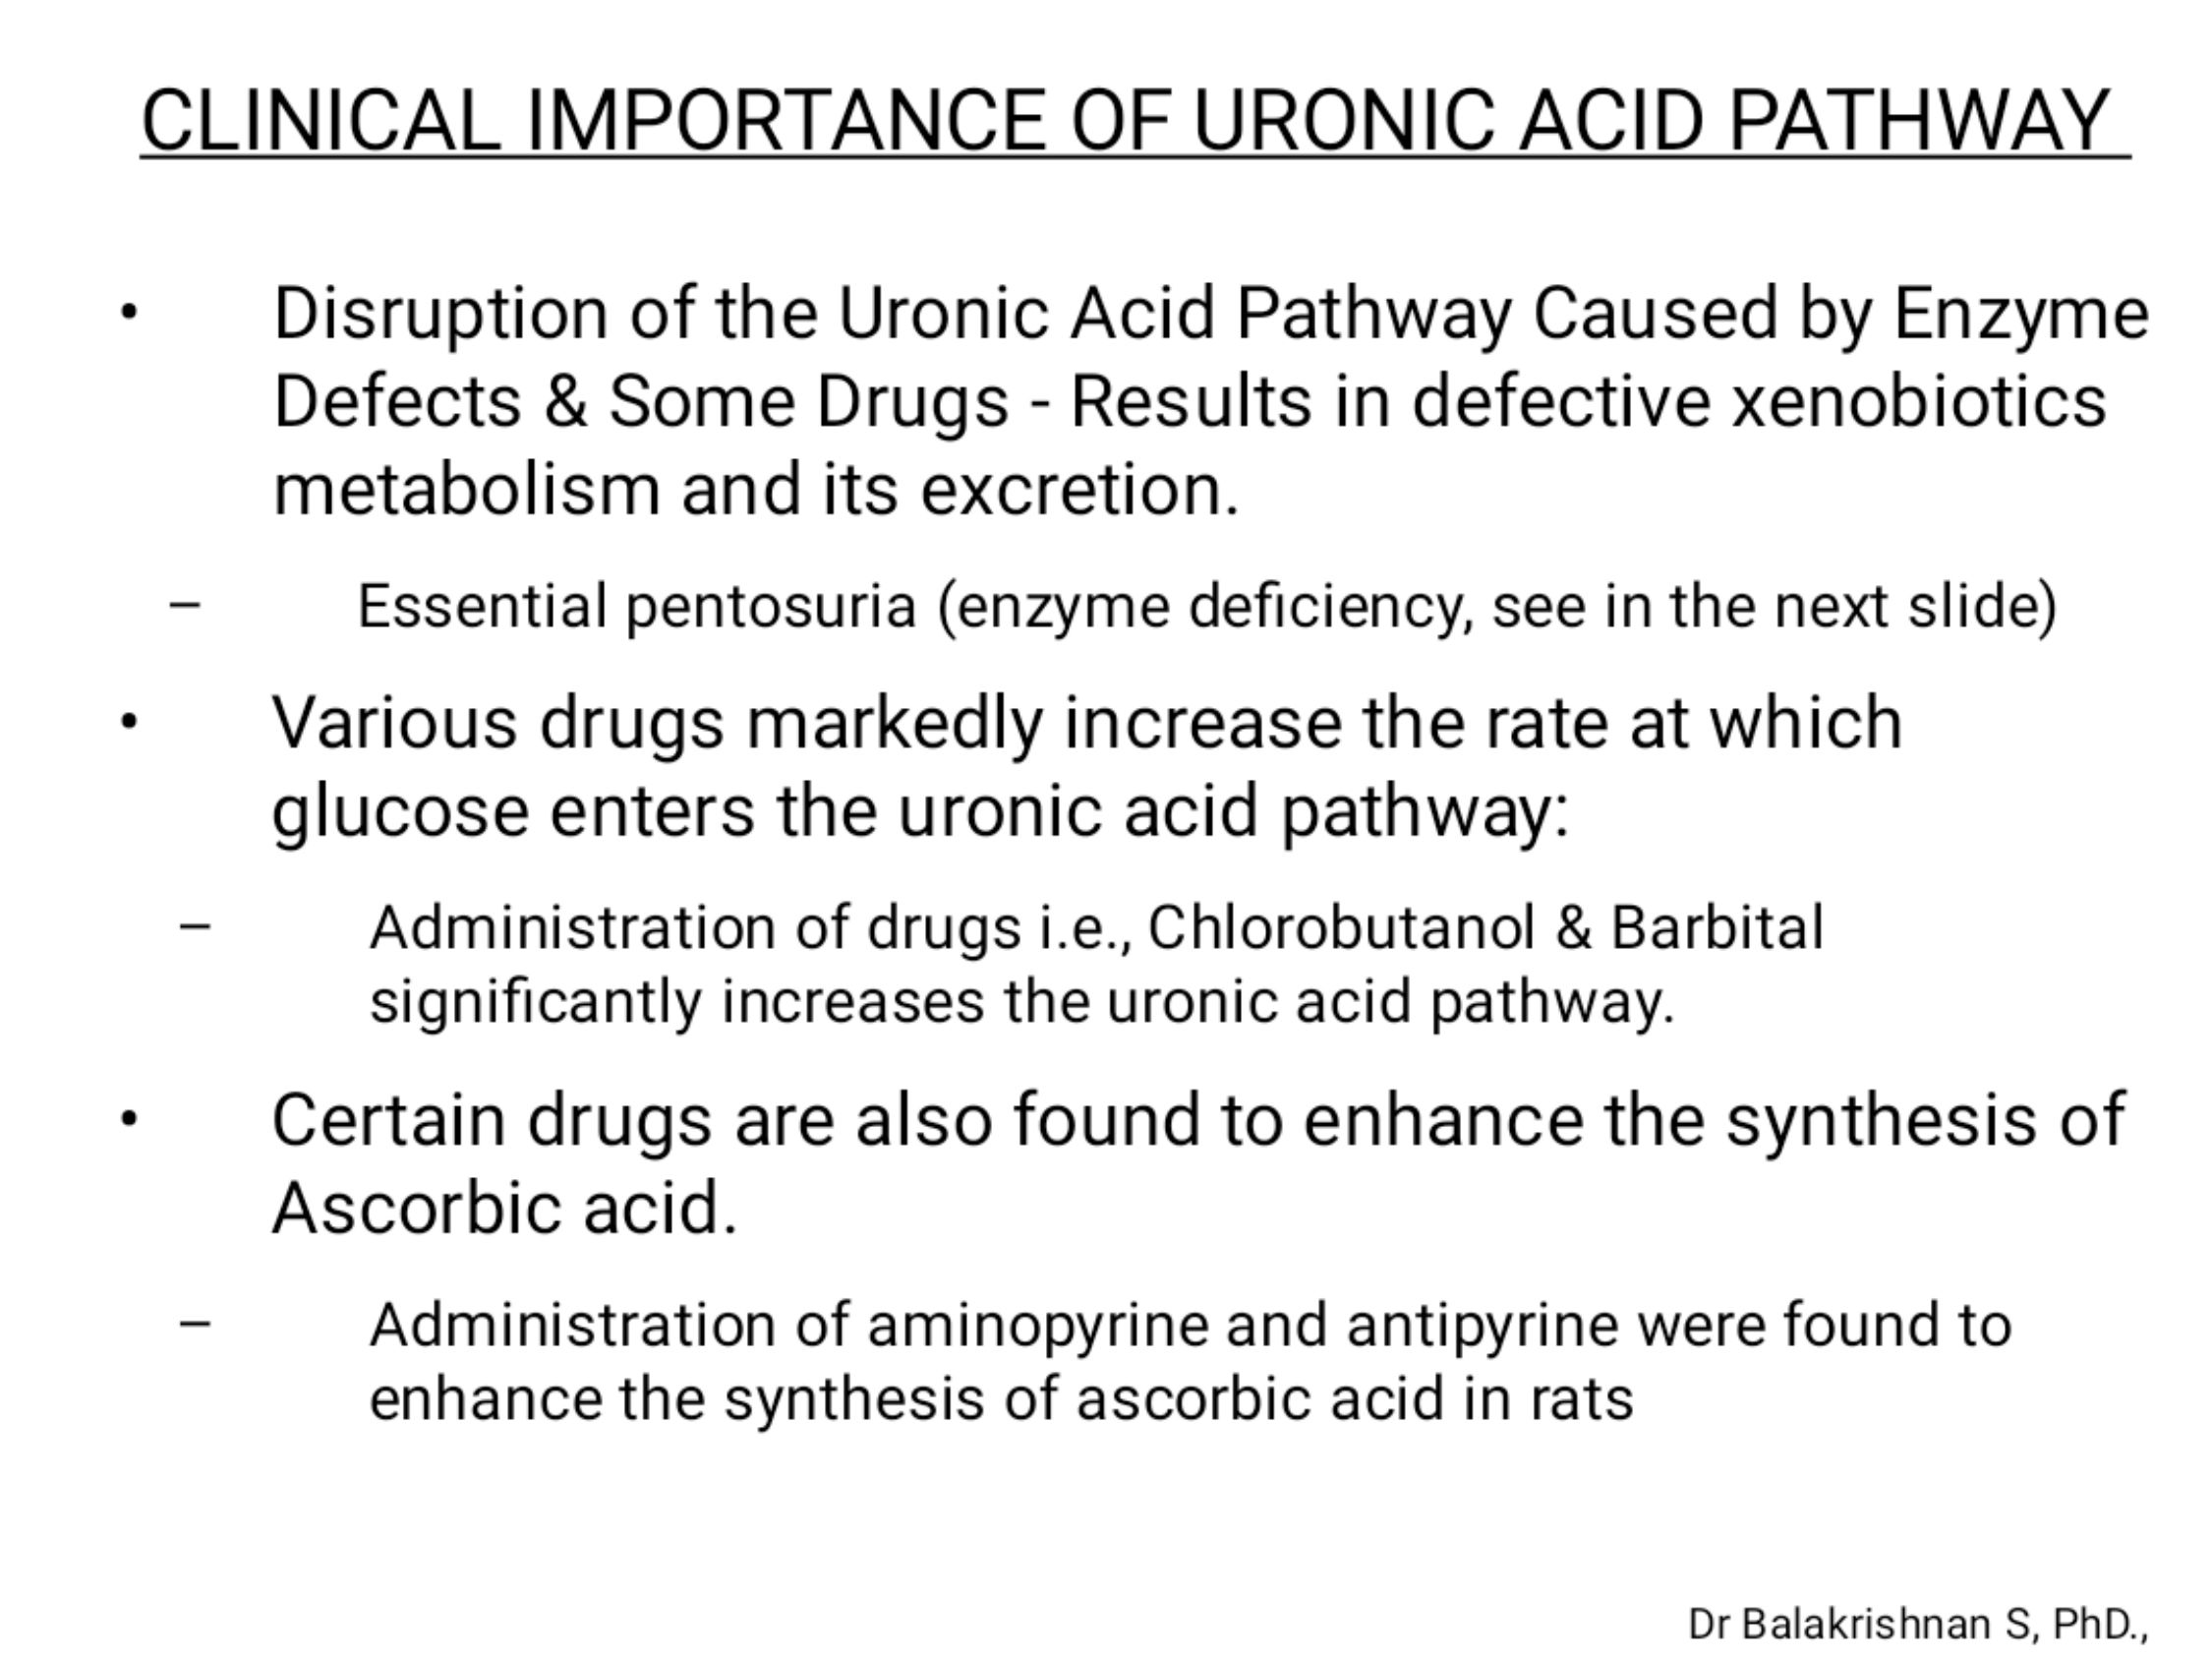 CLINICAL IMPORTANCE OF URONIC ACID PATHWAY
• Disruption of the Uronic Acid Pathway Caused by Enzyme
Defects & Some Drugs - Results in defective xenobiotics
metabolism and its excretion.
– Essential pentosuria (enzyme deficiency, see in the next slide)
• Various drugs markedly increase the rate at which
glucose enters the uronic acid pathway:
– Administration of drugs i.e., Chlorobutanol & Barbital
significantly increases the uronic acid pathway.
• Certain drugs are also found to enhance the synthesis of
Ascorbic acid.
– Administration of aminopyrine and antipyrine were found to
enhance the synthesis of ascorbic acid in rats
Dr Balakrishnan S, PhD.,